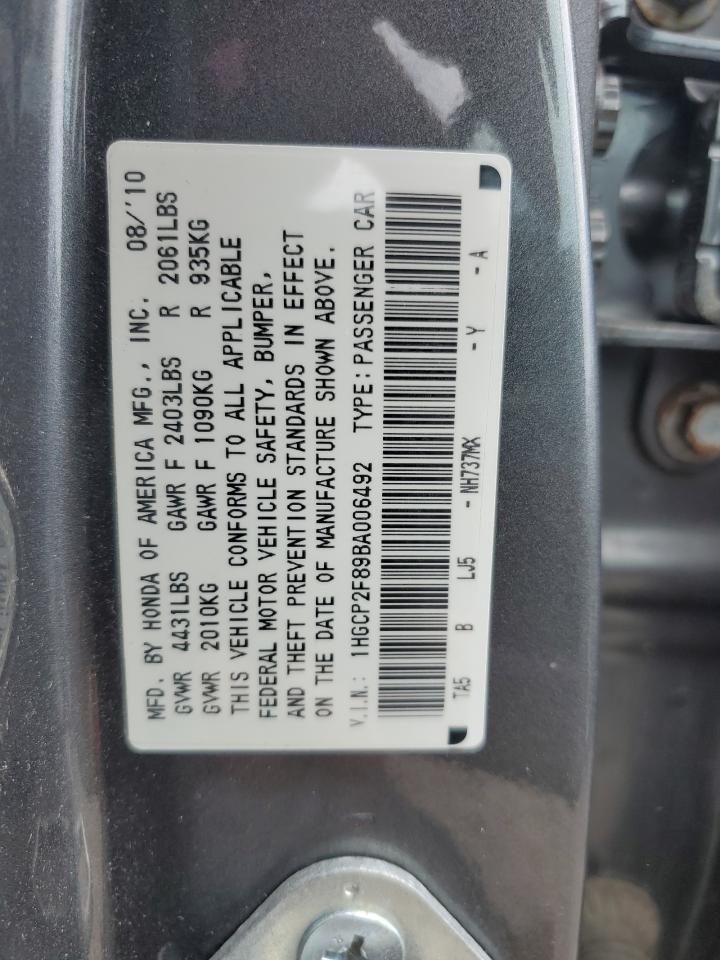 MFD. BY HONDA OF AMERICA MFG., INC. 08/'10
GVWR 4431LBS GAWR F 2403LBS R 2061LBS
GVWR 2010KG GAWR F 1090KG R 935KG
THIS VEHICLE CONFORMS TO ALL APPLICABLE
FEDERAL MOTOR VEHICLE SAFETY, BUMPER,
AND THEFT PREVENTION STANDARDS IN EFFECT
ON THE DATE OF MANUFACTURE SHOWN ABOVE.
V.I.N.: 1HGCP2F89BA006492 TYPE: PASSENGER CAR
TA5 B LJ5 - NH737MX - Y - A